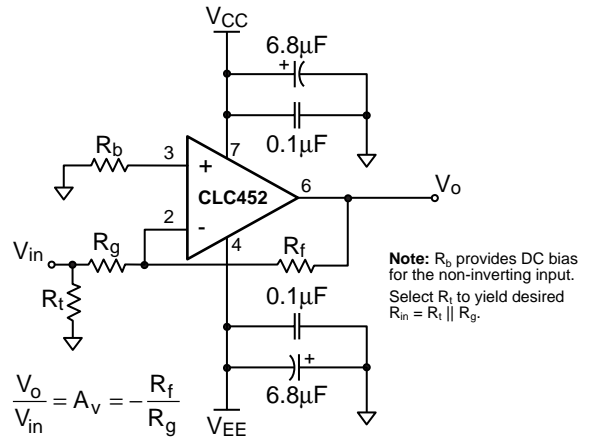 VCC
6.8µF
+
0.1µF
Rb
3
7
+
CLC452
6
Vo
2
-
4
Vin
Rg
Rf
Rt
Note: Rb provides DC bias
for the non-inverting input.
Select Rt to yield desired
Rin = Rt || Rg.
0.1µF
+
6.8µF
VEE
Vo/Vin = Av = -Rf/Rg